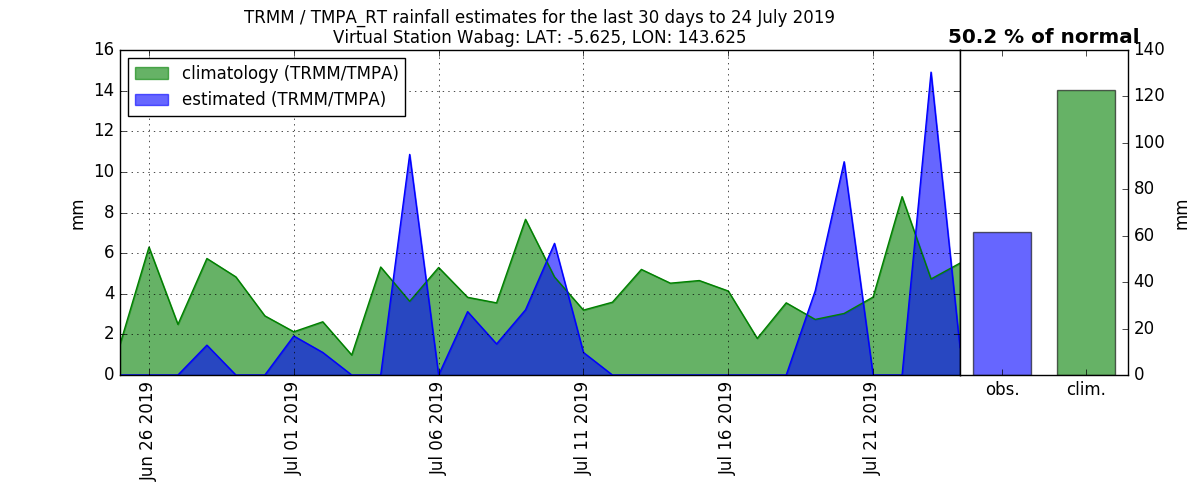 TRMM / TMPA_RT rainfall estimates for the last 30 days to 24 July 2019
Virtual Station Wabag: LAT: -5.625, LON: 143.625
50.2 % of normal
climatology (TRMM/TMPA)
estimated (TRMM/TMPA)
mm
16
14
12
10
8
6
4
2
0
Jun 26 2019
Jul 01 2019
Jul 06 2019
Jul 11 2019
Jul 16 2019
Jul 21 2019
obs.
clim.
140
120
100
80
60
40
20
0
mm